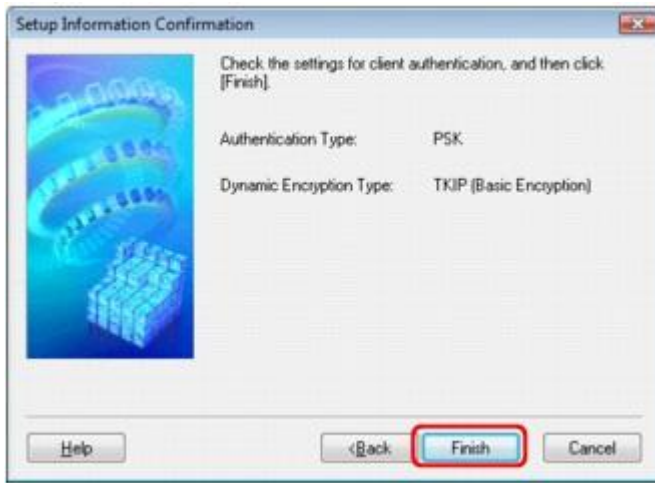 Setup Information Confirmation
Check the settings for client authentication, and then click
[Finish].
Authentication Type: PSK
Dynamic Encryption Type: TKIP (Basic Encryption)
Help
<Back
Finish
Cancel